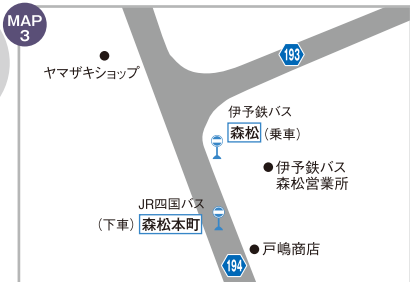 MAP
3
193
ヤマザキショップ
伊予鉄バス
森松 (乗車)
伊予鉄バス
森松営業所
JR四国バス
(下車) 森松本町
戸嶋商店
194